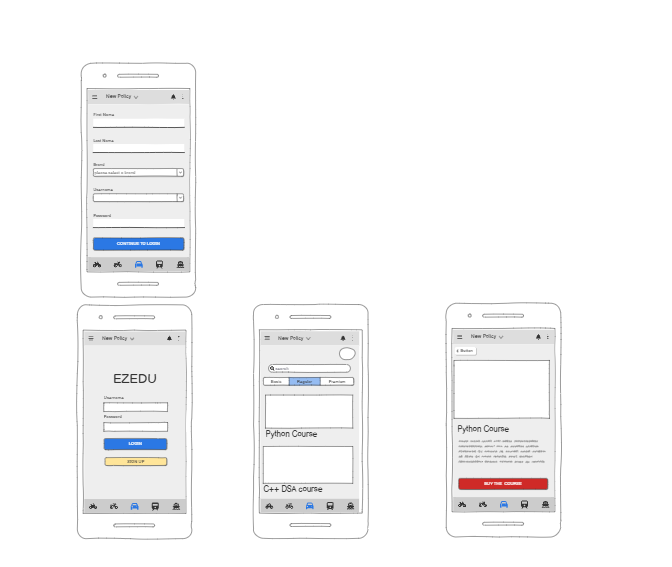 New Policy
First Name
Last Name
Brand
please select a brand
Username
Password
CONTINUE TO LOGIN
New Policy
EZEDU
Username
Password
LOGIN
SIGN UP
New Policy
search
Basic Regular Premium
Python Course
C++ DSA course
New Policy
Button
Python Course
BUY THE COURSE